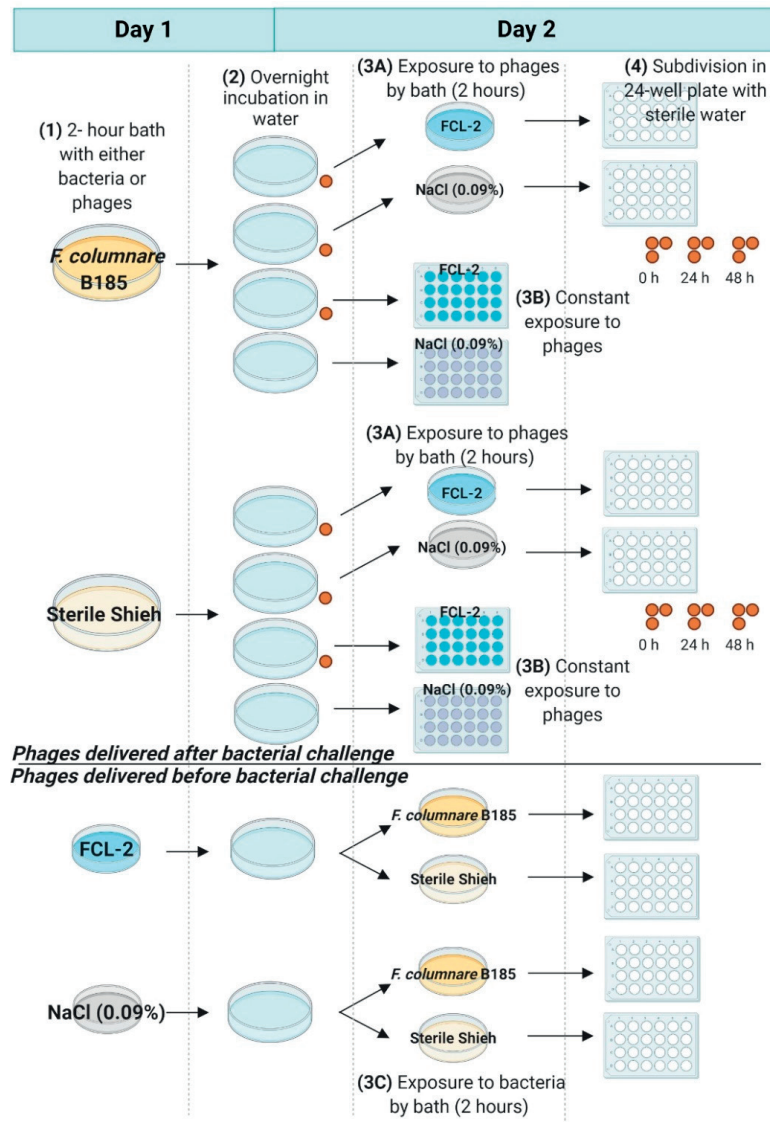 Day 1
Day 2
(1) 2- hour bath
with either
bacteria or
phages
(2) Overnight
incubation in
water
(3A) Exposure to phages
by bath (2 hours)
(4) Subdivision in
24-well plate with
sterile water
F. columnare
B185
FCL-2
NaCl (0.09%)
0 h 24 h 48 h
FCL-2
(3B) Constant
exposure to
phages
NaCl (0.09%)
(3A) Exposure to phages
by bath (2 hours)
FCL-2
NaCl (0.09%)
Sterile Shieh
0 h 24 h 48 h
FCL-2
(3B) Constant
exposure to
phages
NaCl (0.09%)
Phages delivered after bacterial challenge
Phages delivered before bacterial challenge
FCL-2
F. columnare B185
Sterile Shieh
NaCl (0.09%)
F. columnare B185
Sterile Shieh
(3C) Exposure to bacteria
by bath (2 hours)